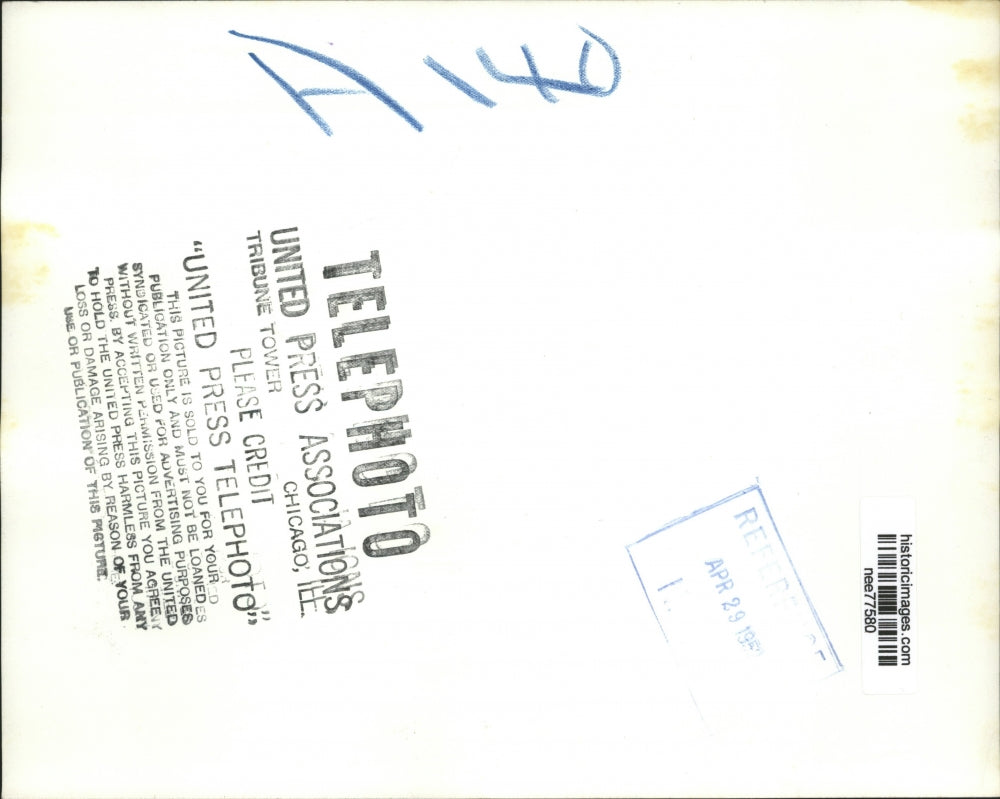 A 140
TELEPHOTO
UNITED PRESS ASSOCIATIONS
TRIBUNE TOWER CHICAGO, ILL.
PLEASE CREDIT
"UNITED PRESS TELEPHOTO"
THIS PICTURE IS SOLD TO YOU FOR YOUR
PUBLICATION ONLY AND MUST NOT BE LOANED
SYNDICATED OR USED FOR ADVERTISING PURPOSES
WITHOUT WRITTEN PERMISSION FROM THE UNITED
PRESS. BY ACCEPTING THIS PICTURE YOU AGREE
TO HOLD THE UNITED PRESS HARMLESS FROM ANY
LOSS OR DAMAGE ARISING BY REASON OF YOUR
USE OR PUBLICATION OF THIS PICTURE.
APR 29
historicimages.com
nee77580